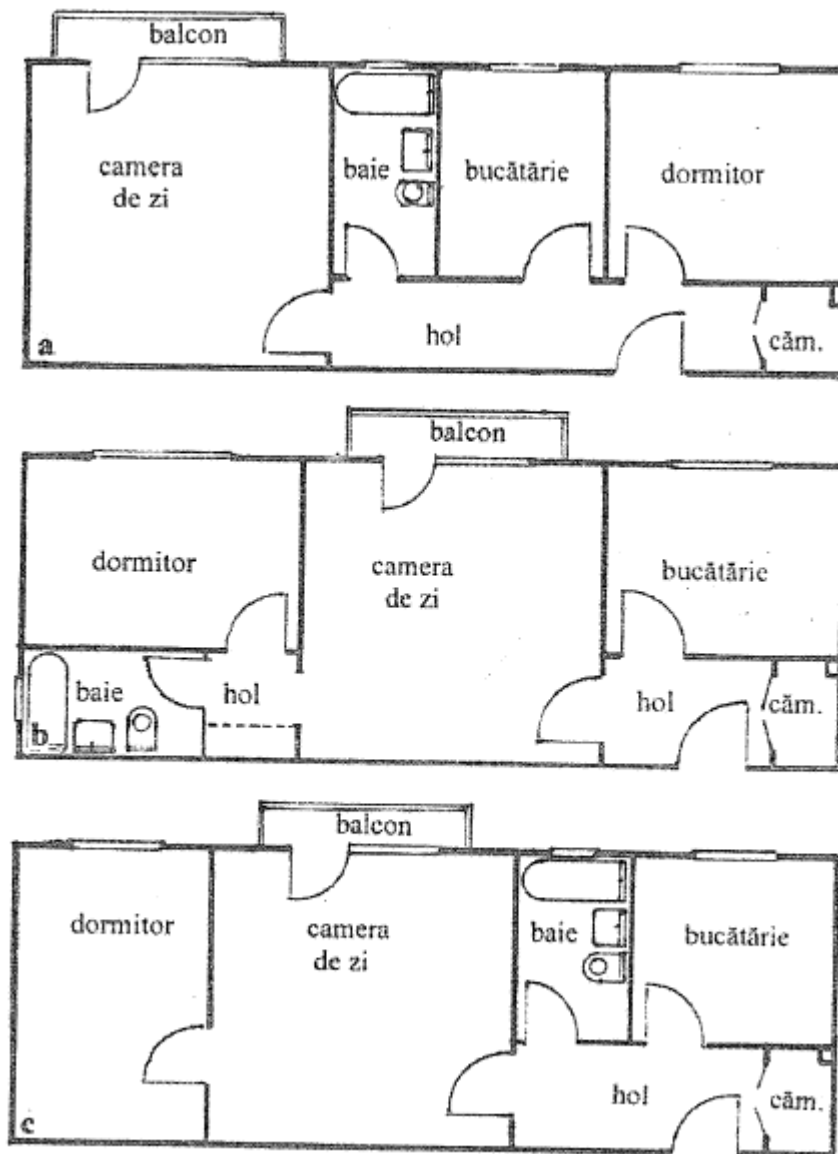 balcon
camera
de zi
baie
bucătărie
dormitor
a
hol
căm.
balcon
dormitor
camera
de zi
bucătărie
baie
hol
hol
căm.
b
balcon
dormitor
camera
de zi
baie
bucătărie
hol
căm.
c